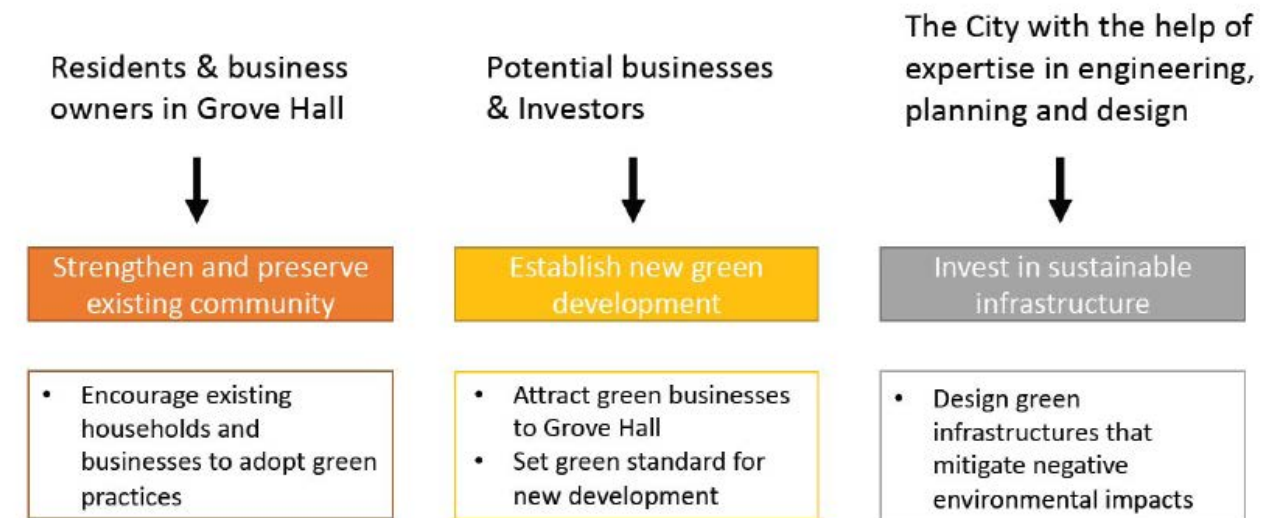 Residents & business
owners in Grove Hall
Strengthen and preserve
existing community
• Encourage existing
households and
businesses to adopt green
practices
Potential businesses
& Investors
Establish new green
development
• Attract green businesses
to Grove Hall
• Set green standard for
new development
The City with the help of
expertise in engineering,
planning and design
Invest in sustainable
infrastructure
• Design green
infrastructures that
mitigate negative
environmental impacts